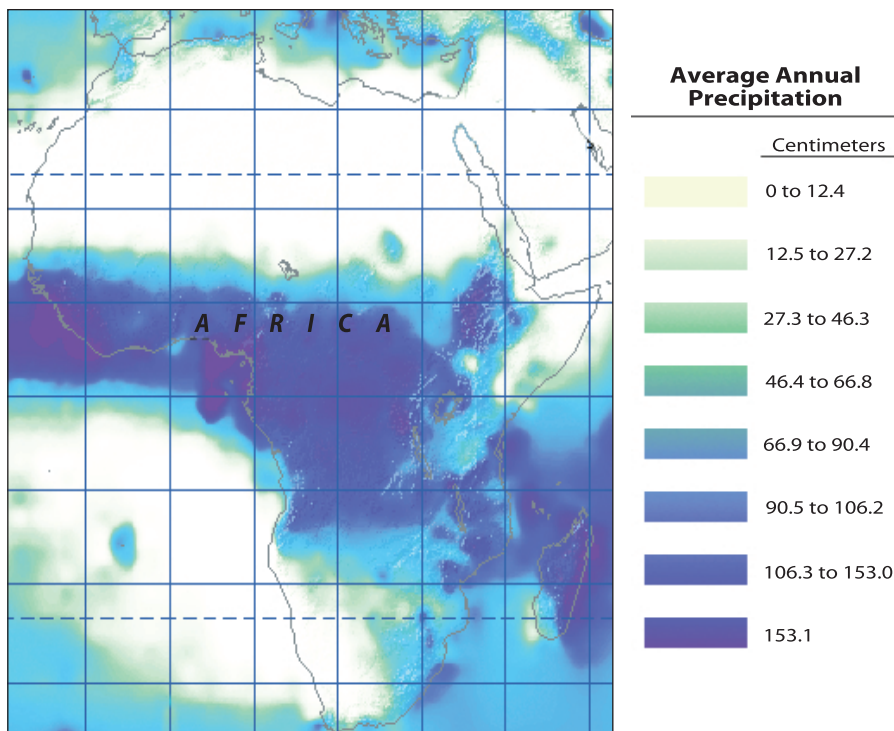 A F R I C A
Average Annual
Precipitation
Centimeters
0 to 12.4
12.5 to 27.2
27.3 to 46.3
46.4 to 66.8
66.9 to 90.4
90.5 to 106.2
106.3 to 153.0
153.1